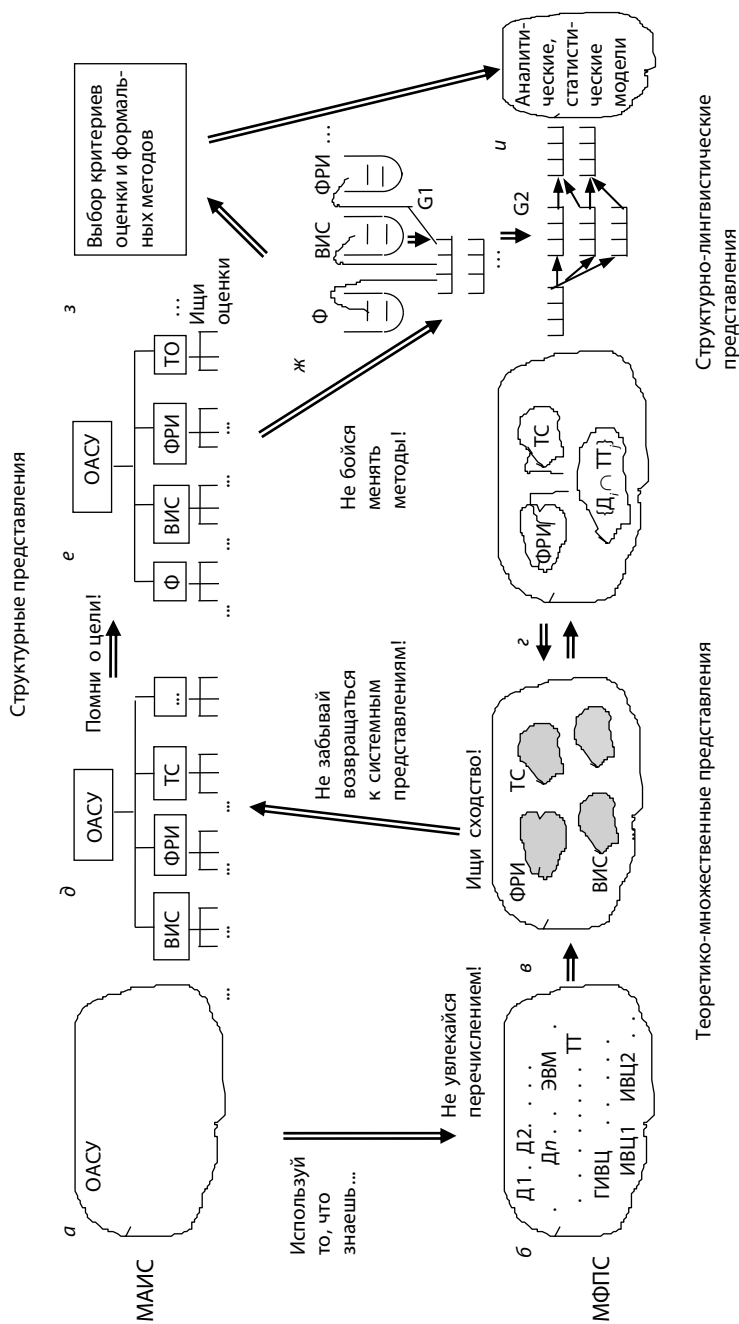 Структурные представления
МАИС
а
ОАСУ
д
ОАСУ
ВИС
ФРИ
ТС
...
...
...
...
...
Помни о цели!
е
ОАСУ
Ф
ВИС
ФРИ
ТО
...
...
...
...
... Ищи
оценки
з
Выбор критериев
оценки и формаль-
ных методов
Используй
то, что
знаешь...
Не увлекайся
перечислением!
Не забывай
возвращаться
к системным
представлениям!
Не бойся
менять
методы!
ж
Ф
ВИС
ФРИ ...
G1
...
G2
и
МФПС
б
Д1 . Д2. . . . .
. Дn . . ЭВМ .
. . . . . . . . ТТ
ГИВЦ . . . . .
ИВЦ1 ИВЦ2 . .
в
Ищи сходство!
ФРИ
ТС
ВИС
...
г
ФРИ
ТС
{Дi ∩ ТТ}
Аналити-
ческие,
статисти-
ческие
модели
Теоретико-множественные представления
Структурно-лингвистические
представления